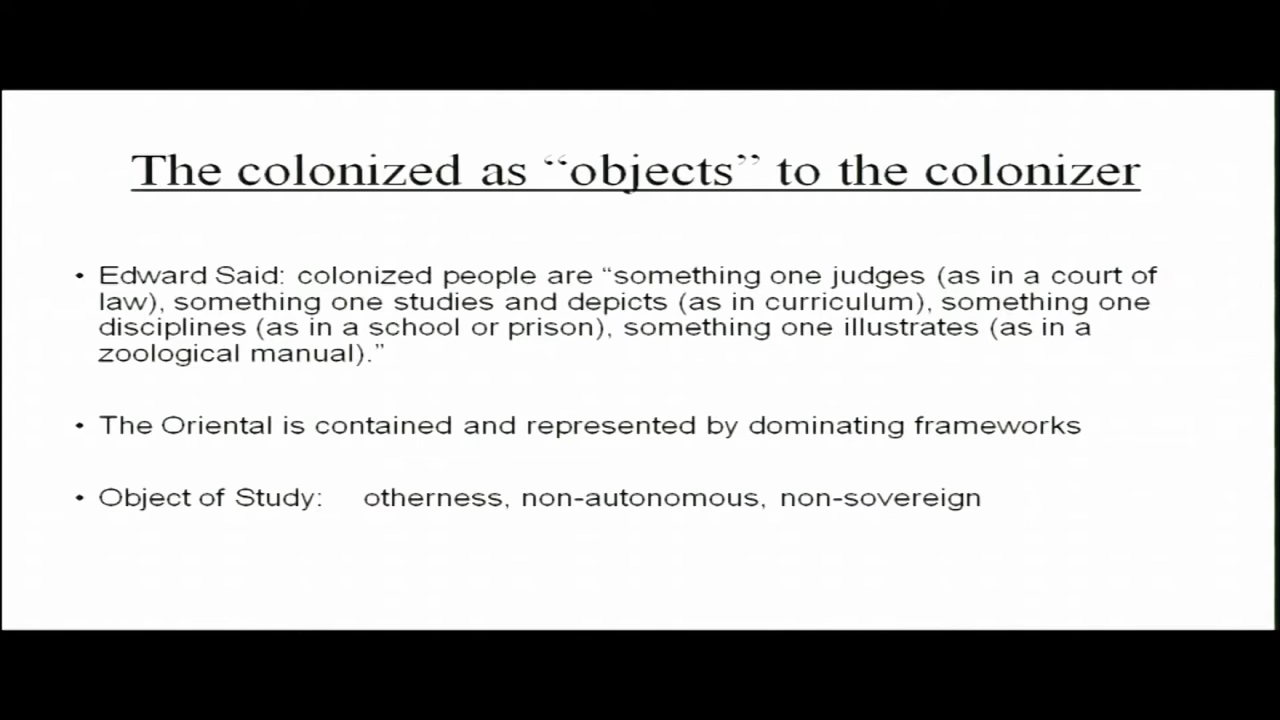 The colonized as “objects” to the colonizer
• Edward Said: colonized people are “something one judges (as in a court of
law), something one studies and depicts (as in curriculum), something one
disciplines (as in a school or prison), something one illustrates (as in a
zoological manual).”
• The Oriental is contained and represented by dominating frameworks
• Object of Study: otherness, non-autonomous, non-sovereign